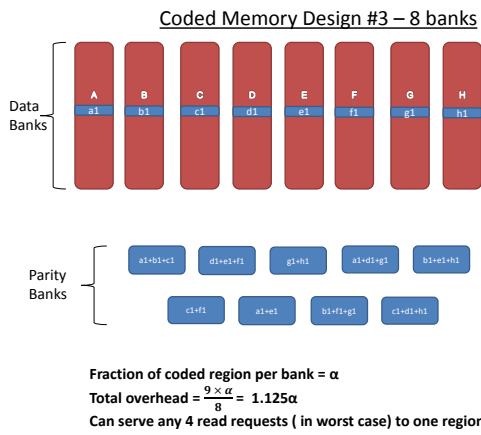 Coded Memory Design #3 – 8 banks
A B C D E F G H
Data Banks
a1 b1 c1 d1 e1 f1 g1 h1
Parity Banks
a1+b1+c1 d1+e1+f1 g1+h1 a1+d1+g1 b1+e1+h1
c1+f1 a1+e1 b1+f1+g1 c1+d1+h1
Fraction of coded region per bank = α
Total overhead = \frac{9 × α}{8} = 1.125α
Can serve any 4 read requests ( in worst case) to one region